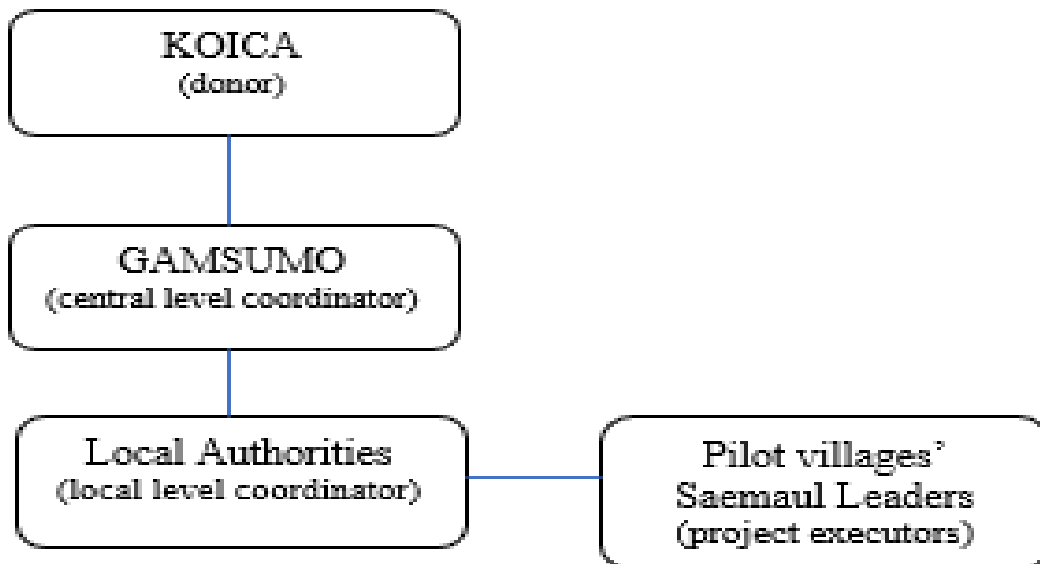 KOICA
(donor)
GAMSUMO
(central level coordinator)
Local Authorities
(local level coordinator)
Pilot villages’
Saemaul Leaders
(project executors)